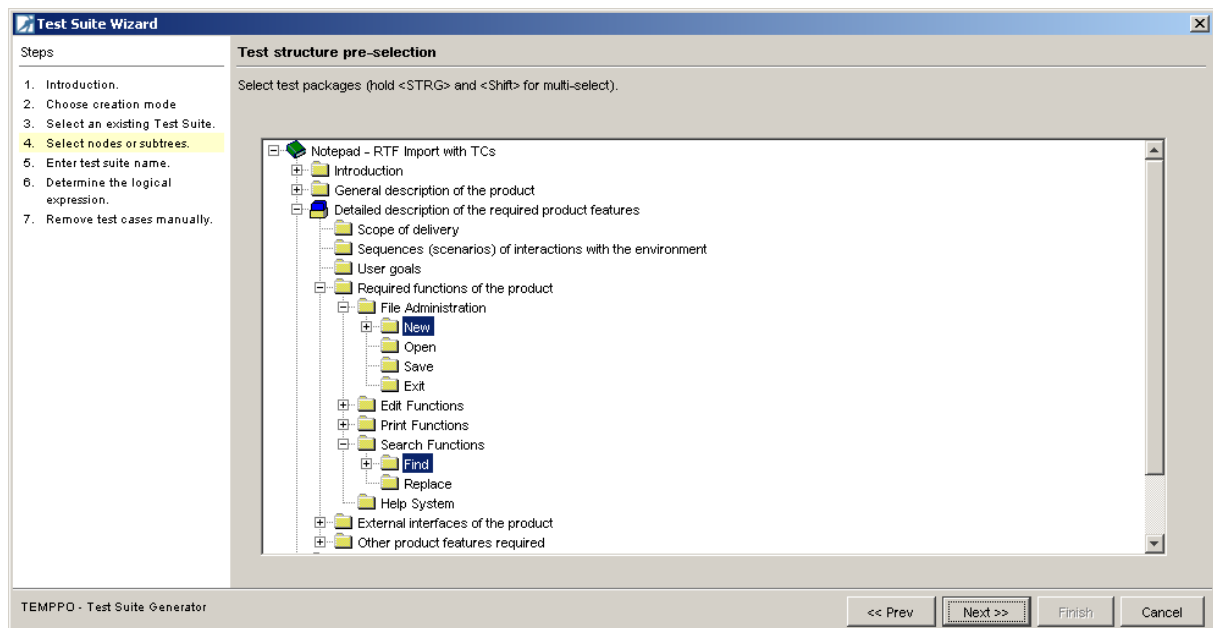 Test Suite Wizard
Steps
1. Introduction.
2. Choose creation mode
3. Select an existing Test Suite.
4. Select nodes or subtrees.
5. Enter test suite name.
6. Determine the logical
expression.
7. Remove test cases manually.
Test structure pre-selection
Select test packages (hold <STRG> and <Shift> for multi-select).
Notepad - RTF Import with TCs
Introduction
General description of the product
Detailed description of the required product features
Scope of delivery
Sequences (scenarios) of interactions with the environment
User goals
Required functions of the product
File Administration
New
Open
Save
Exit
Edit Functions
Print Functions
Search Functions
Find
Replace
Help System
External interfaces of the product
Other product features required
TEMPPO - Test Suite Generator
<< Prev
Next >>
Finish
Cancel